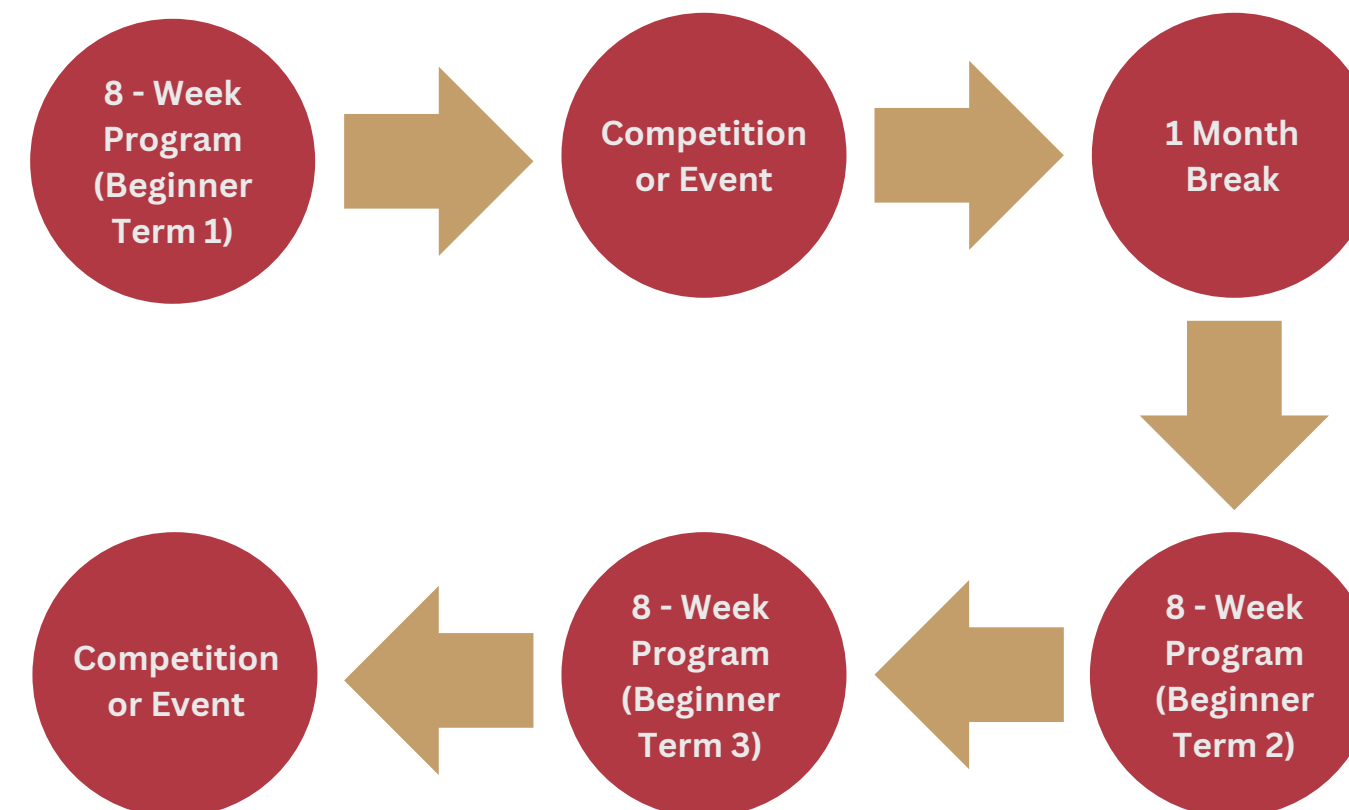 8 - Week
Program
(Beginner
Term 1)
Competition
or Event
1 Month
Break
8 - Week
Program
(Beginner
Term 2)
8 - Week
Program
(Beginner
Term 3)
Competition
or Event